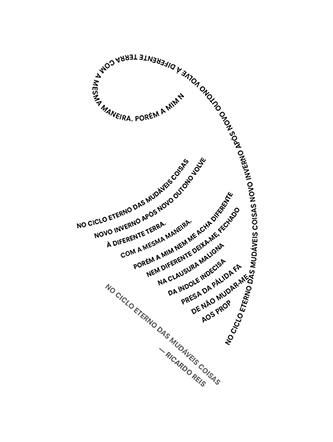 NO CICLO ETERNO DAS MUDÁVEIS COISAS NOVO INVERNO APÓS NOVO OUTONO VOLVE À DIFERENTE TERRA COM A MESMA MANEIRA. PORÉM A MIM N
NO CICLO ETERNO DAS MUDÁVEIS COISAS
NOVO INVERNO APÓS NOVO OUTONO VOLVE
À DIFERENTE TERRA.
COM A MESMA MANEIRA.
PORÉM A MIM NEM ME ACHA DIFERENTE
NEM DIFERENTE DEIXA-ME, FECHADO
NA CLAUSURA MALIGNA
DA ÍNDOLE INDECISA
PRESA DA PÁLIDA FA
DE NÃO MUDAR-ME
AOS PROP
NO CICLO ETERNO DAS MUDÁVEIS COISAS
— RICARDO REIS